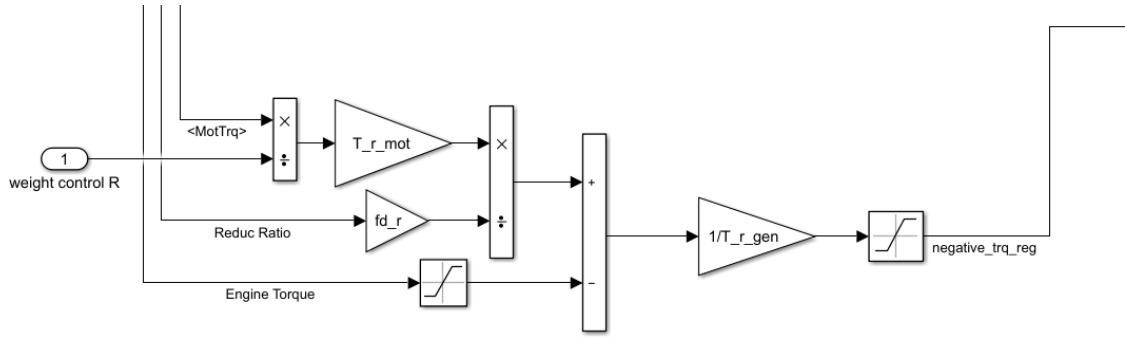 <MotTrq>
×
÷
1
weight control R
T_r_mot
×
÷
Reduc Ratio
fd_r
Engine Torque
+
−
1/T_r_gen
negative_trq_reg